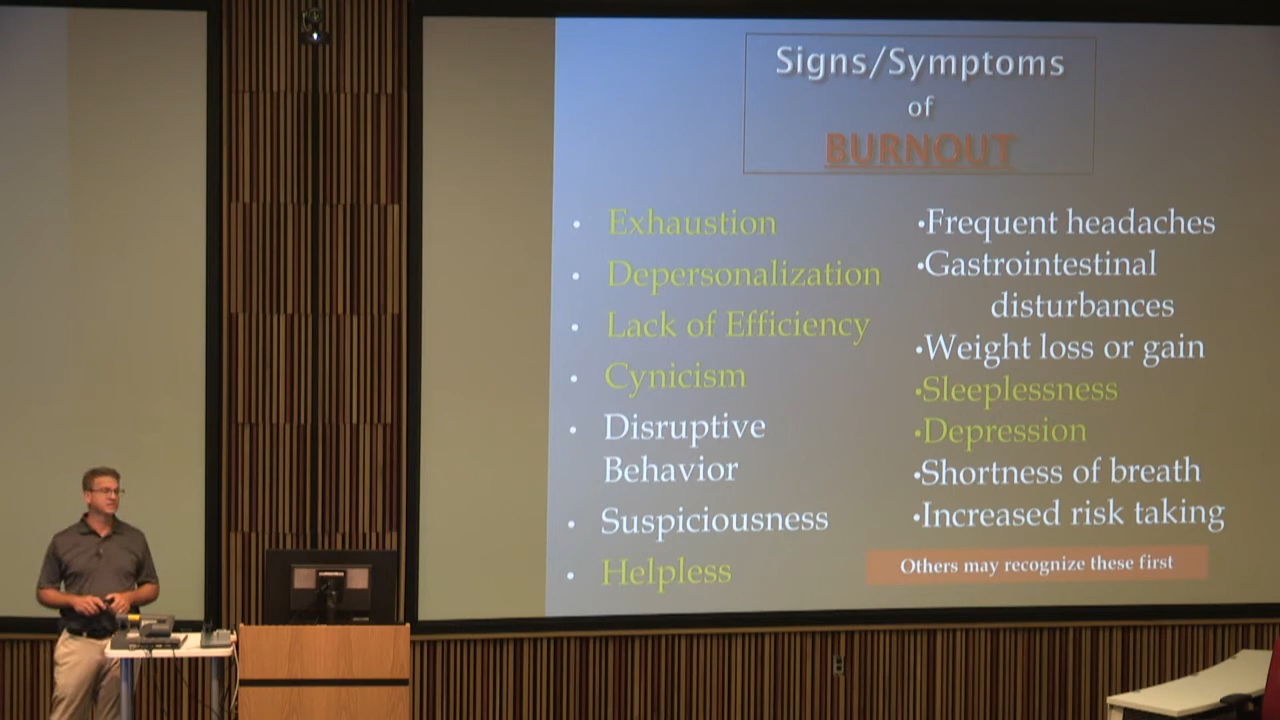 Signs/Symptoms
of
BURNOUT
• Exhaustion
• Depersonalization
• Lack of Efficiency
• Cynicism
• Disruptive
Behavior
• Suspiciousness
• Helpless
•Frequent headaches
•Gastrointestinal
disturbances
•Weight loss or gain
•Sleeplessness
•Depression
•Shortness of breath
•Increased risk taking
Others may recognize these first